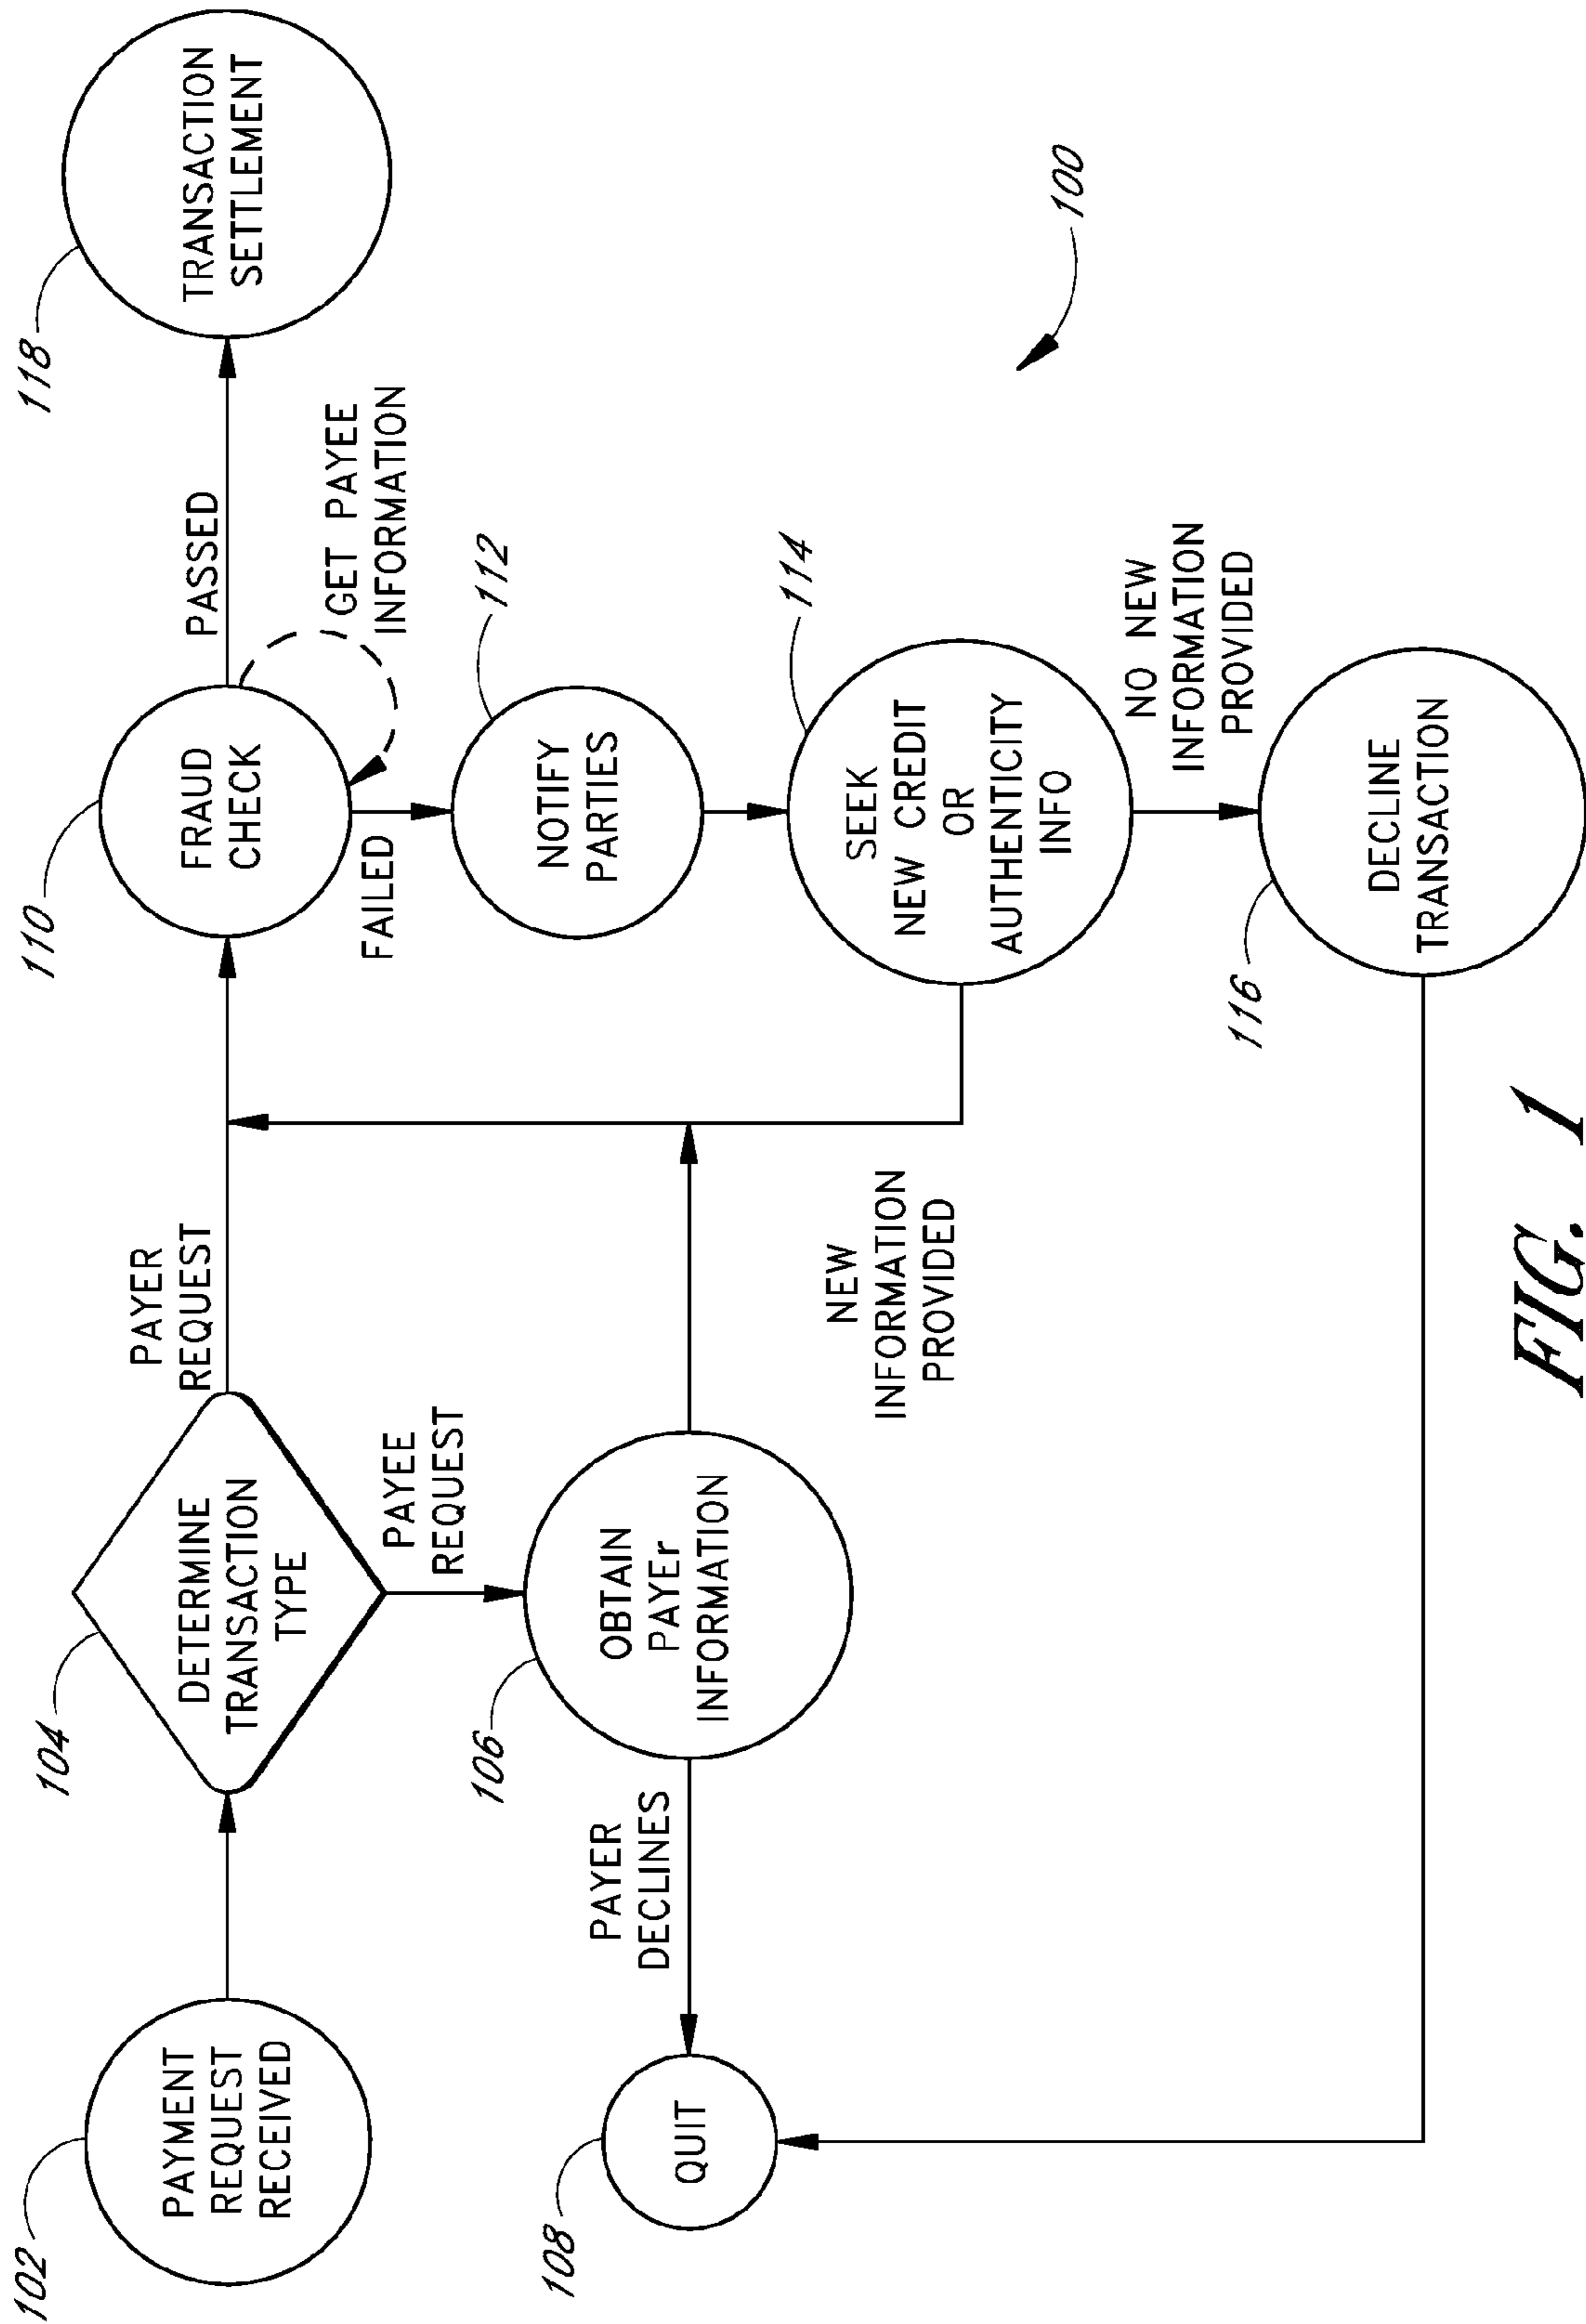 102
PAYMENT
REQUEST
RECEIVED
104
DETERMINE
TRANSACTION
TYPE
PAYER
REQUEST
110
FRAUD
CHECK
PASSED
118
TRANSACTION
SETTLEMENT
GET PAYEE
INFORMATION
PAYEE
REQUEST
FAILED
112
NOTIFY
PARTIES
108
QUIT
PAYER
DECLINES
106
OBTAIN
PAYEr
INFORMATION
NEW
INFORMATION
PROVIDED
114
SEEK
NEW CREDIT
OR
AUTHENTICITY
INFO
100
NO NEW
INFORMATION
PROVIDED
116
DECLINE
TRANSACTION
FIG. 1